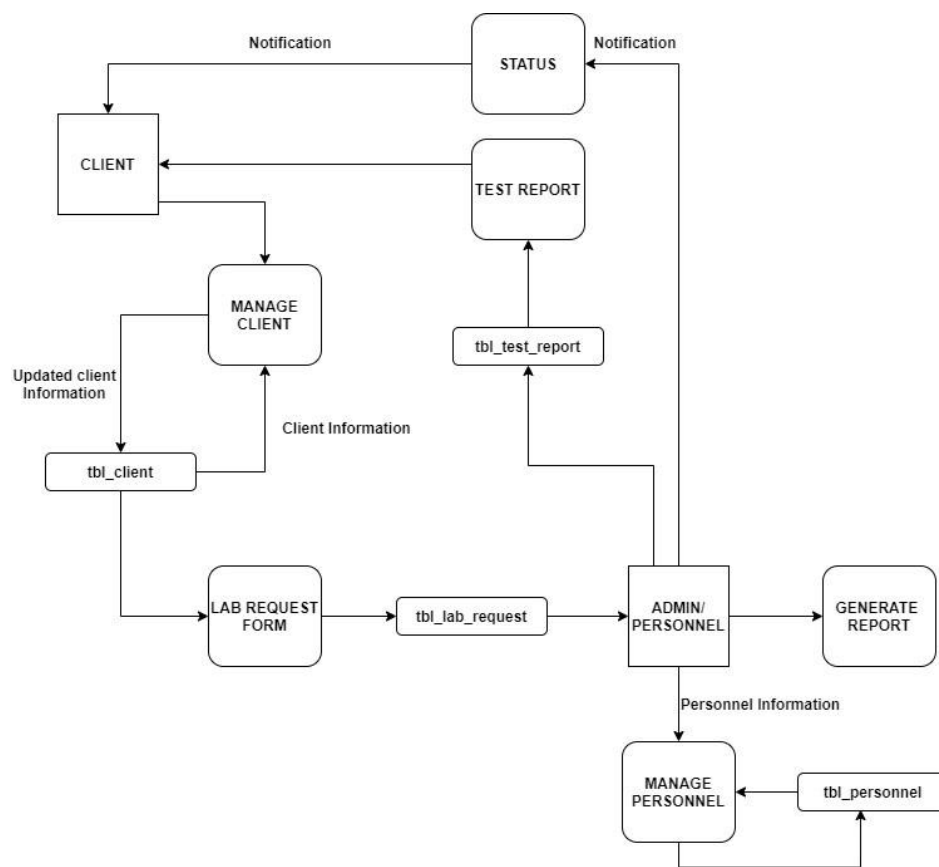 Notification
STATUS
Notification
CLIENT
TEST REPORT
MANAGE
CLIENT
tbl_test_report
Updated client
Information
Client Information
tbl_client
LAB REQUEST
FORM
tbl_lab_request
ADMIN/
PERSONNEL
GENERATE
REPORT
Personnel Information
MANAGE
PERSONNEL
tbl_personnel